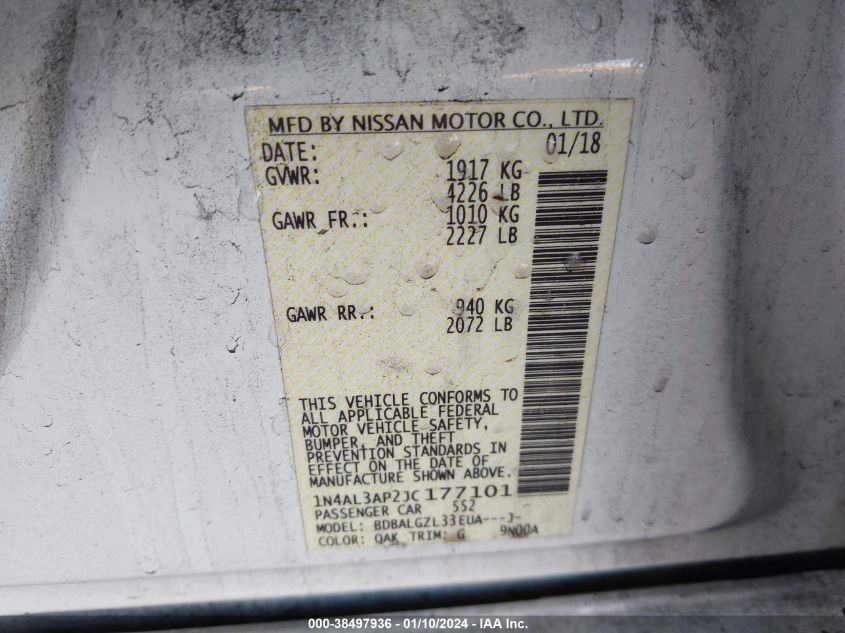 MFD BY NISSAN MOTOR CO., LTD.
DATE: 01/18
GVWR: 1917 KG
4226 LB
GAWR FR.: 1010 KG
2227 LB
GAWR RR.: 940 KG
2072 LB
THIS VEHICLE CONFORMS TO
ALL APPLICABLE FEDERAL
MOTOR VEHICLE SAFETY,
BUMPER, AND THEFT
PREVENTION STANDARDS IN
EFFECT ON THE DATE OF
MANUFACTURE SHOWN ABOVE.
1N4AL3AP2JC177101
PASSENGER CAR 5S2
MODEL: BDBALGZL33EUA---J-
COLOR: QAK TRIM: G 9N00A
000-38497936 - 01/10/2024 - IAA Inc.